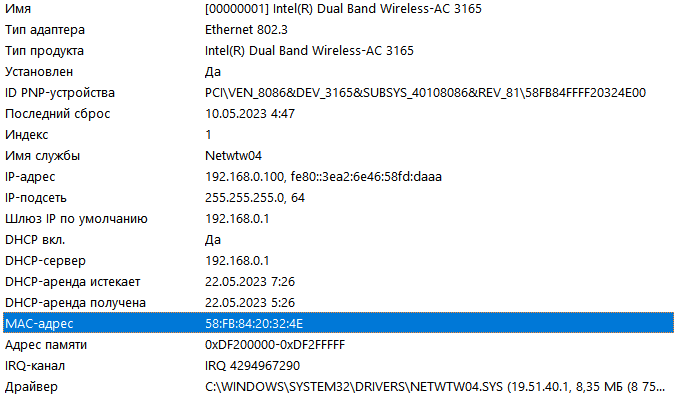 Имя [00000001] Intel(R) Dual Band Wireless-AC 3165
Тип адаптера Ethernet 802.3
Тип продукта Intel(R) Dual Band Wireless-AC 3165
Установлен Да
ID PNP-устройства PCI\VEN_8086&DEV_3165&SUBSYS_40108086&REV_81\58FB84FFFF20324E00
Последний сброс 10.05.2023 4:47
Индекс 1
Имя службы Netwtw04
IP-адрес 192.168.0.100, fe80::3ea2:6e46:58fd:daaa
IP-подсеть 255.255.255.0, 64
Шлюз IP по умолчанию 192.168.0.1
DHCP вкл. Да
DHCP-сервер 192.168.0.1
DHCP-аренда истекает 22.05.2023 7:26
DHCP-аренда получена 22.05.2023 5:26
MAC-адрес 58:FB:84:20:32:4E
Адрес памяти 0xDF200000-0xDF2FFFFF
IRQ-канал IRQ 4294967290
Драйвер C:\WINDOWS\SYSTEM32\DRIVERS\NETWTW04.SYS (19.51.40.1, 8,35 МБ (8 75...